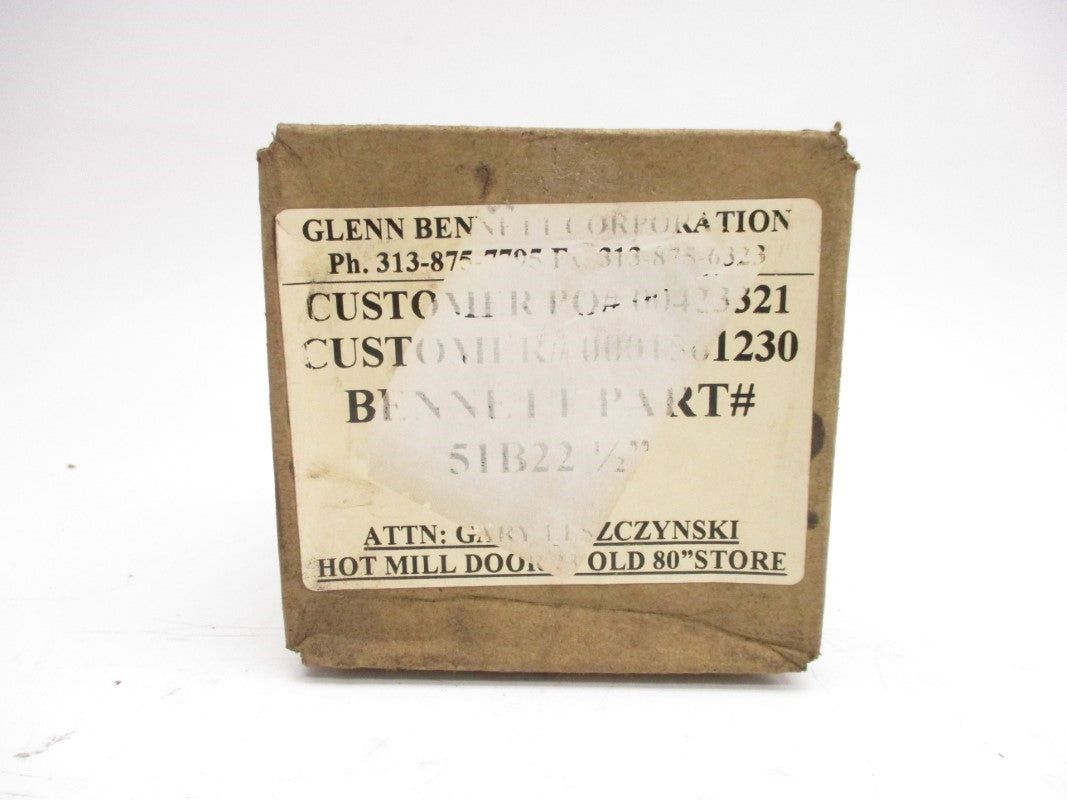 GLENN BENNETT CORPORATION
Ph. 313-875-7795 313-875-6323
CUSTOMER PO#
CUSTOMER#
BENNETT PART#
51B22 ½”
ATTN: GARY
HOT MILL DOOR OLD 80”STORE